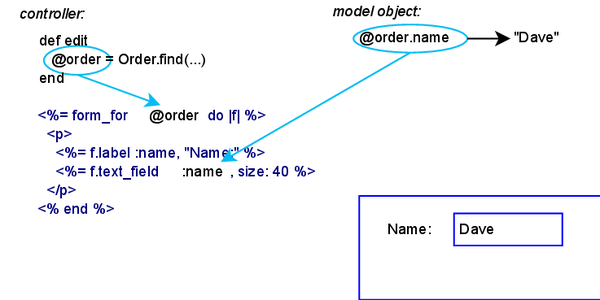 controller:
def edit
@order = Order.find(...)
end
model object:
@order.name "Dave"
<%= form_for @order do |f| %>
<p>
<%= f.label :name, "Name:" %>
<%= f.text_field :name , size: 40 %>
</p>
<% end %>
Name: Dave